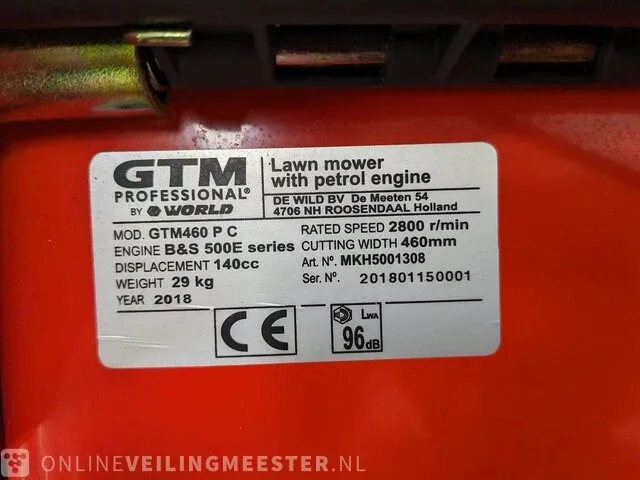 GTM
PROFESSIONAL®
BY WORLD
Lawn mower
with petrol engine
DE WILD BV De Meeten 54
4706 NH ROOSENDAAL Holland
MOD. GTM460 P C
ENGINE B&S 500E series
DISPLACEMENT 140cc
WEIGHT 29 kg
YEAR 2018
RATED SPEED 2800 r/min
CUTTING WIDTH 460mm
Art. Nº. MKH5001308
Ser. Nº. 201801150001
CE
LWA
96 dB
ONLINEVEILINGMEESTER.NL